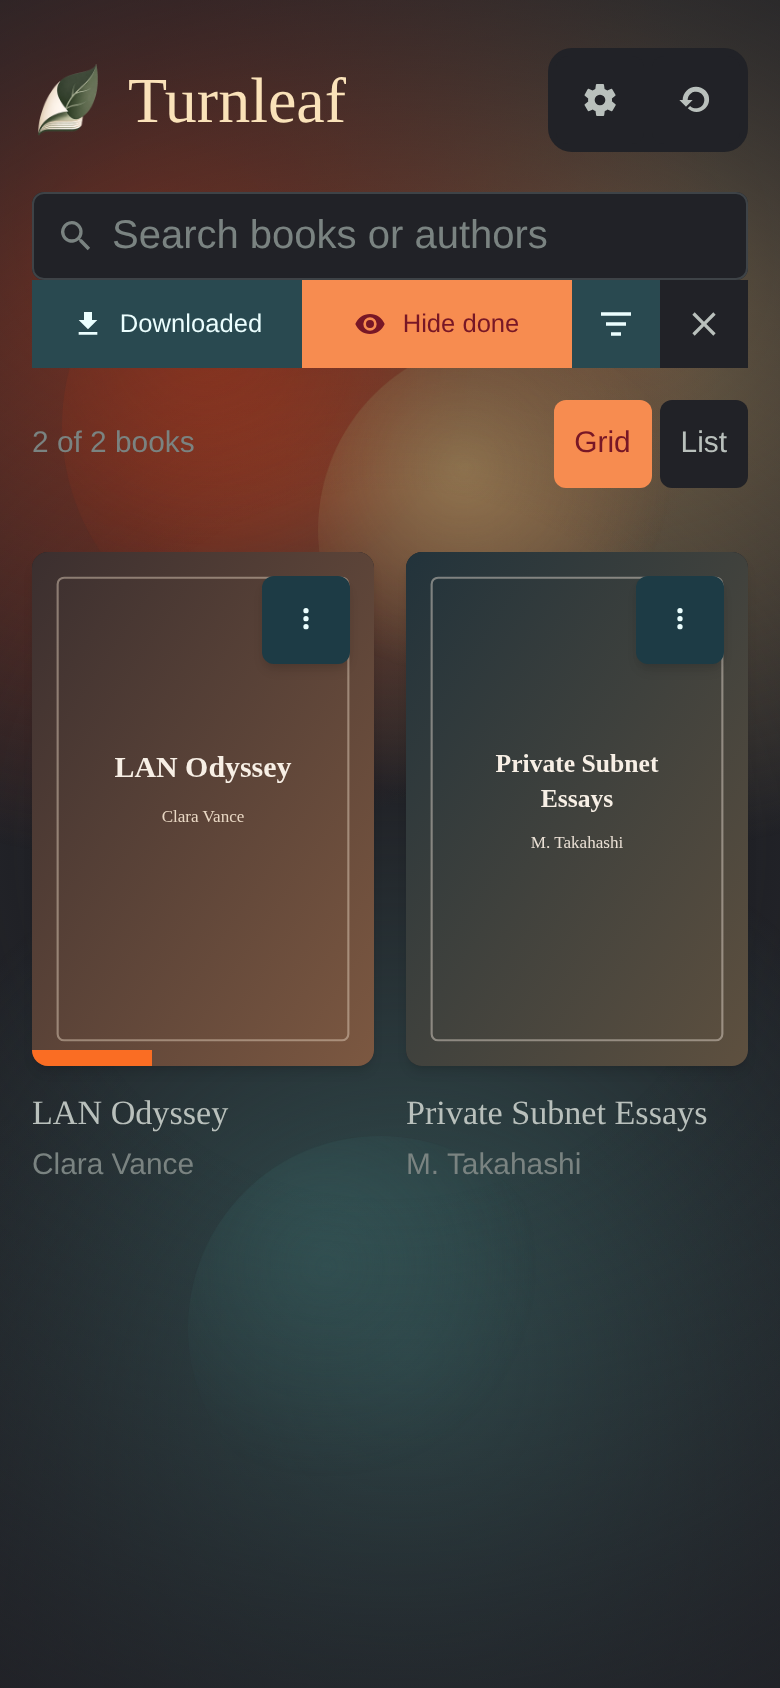 Turnleaf
Search books or authors
Downloaded
Hide done
2 of 2 books
Grid
List
LAN Odyssey
Clara Vance
Private Subnet
Essays
M. Takahashi
LAN Odyssey
Clara Vance
Private Subnet Essays
M. Takahashi